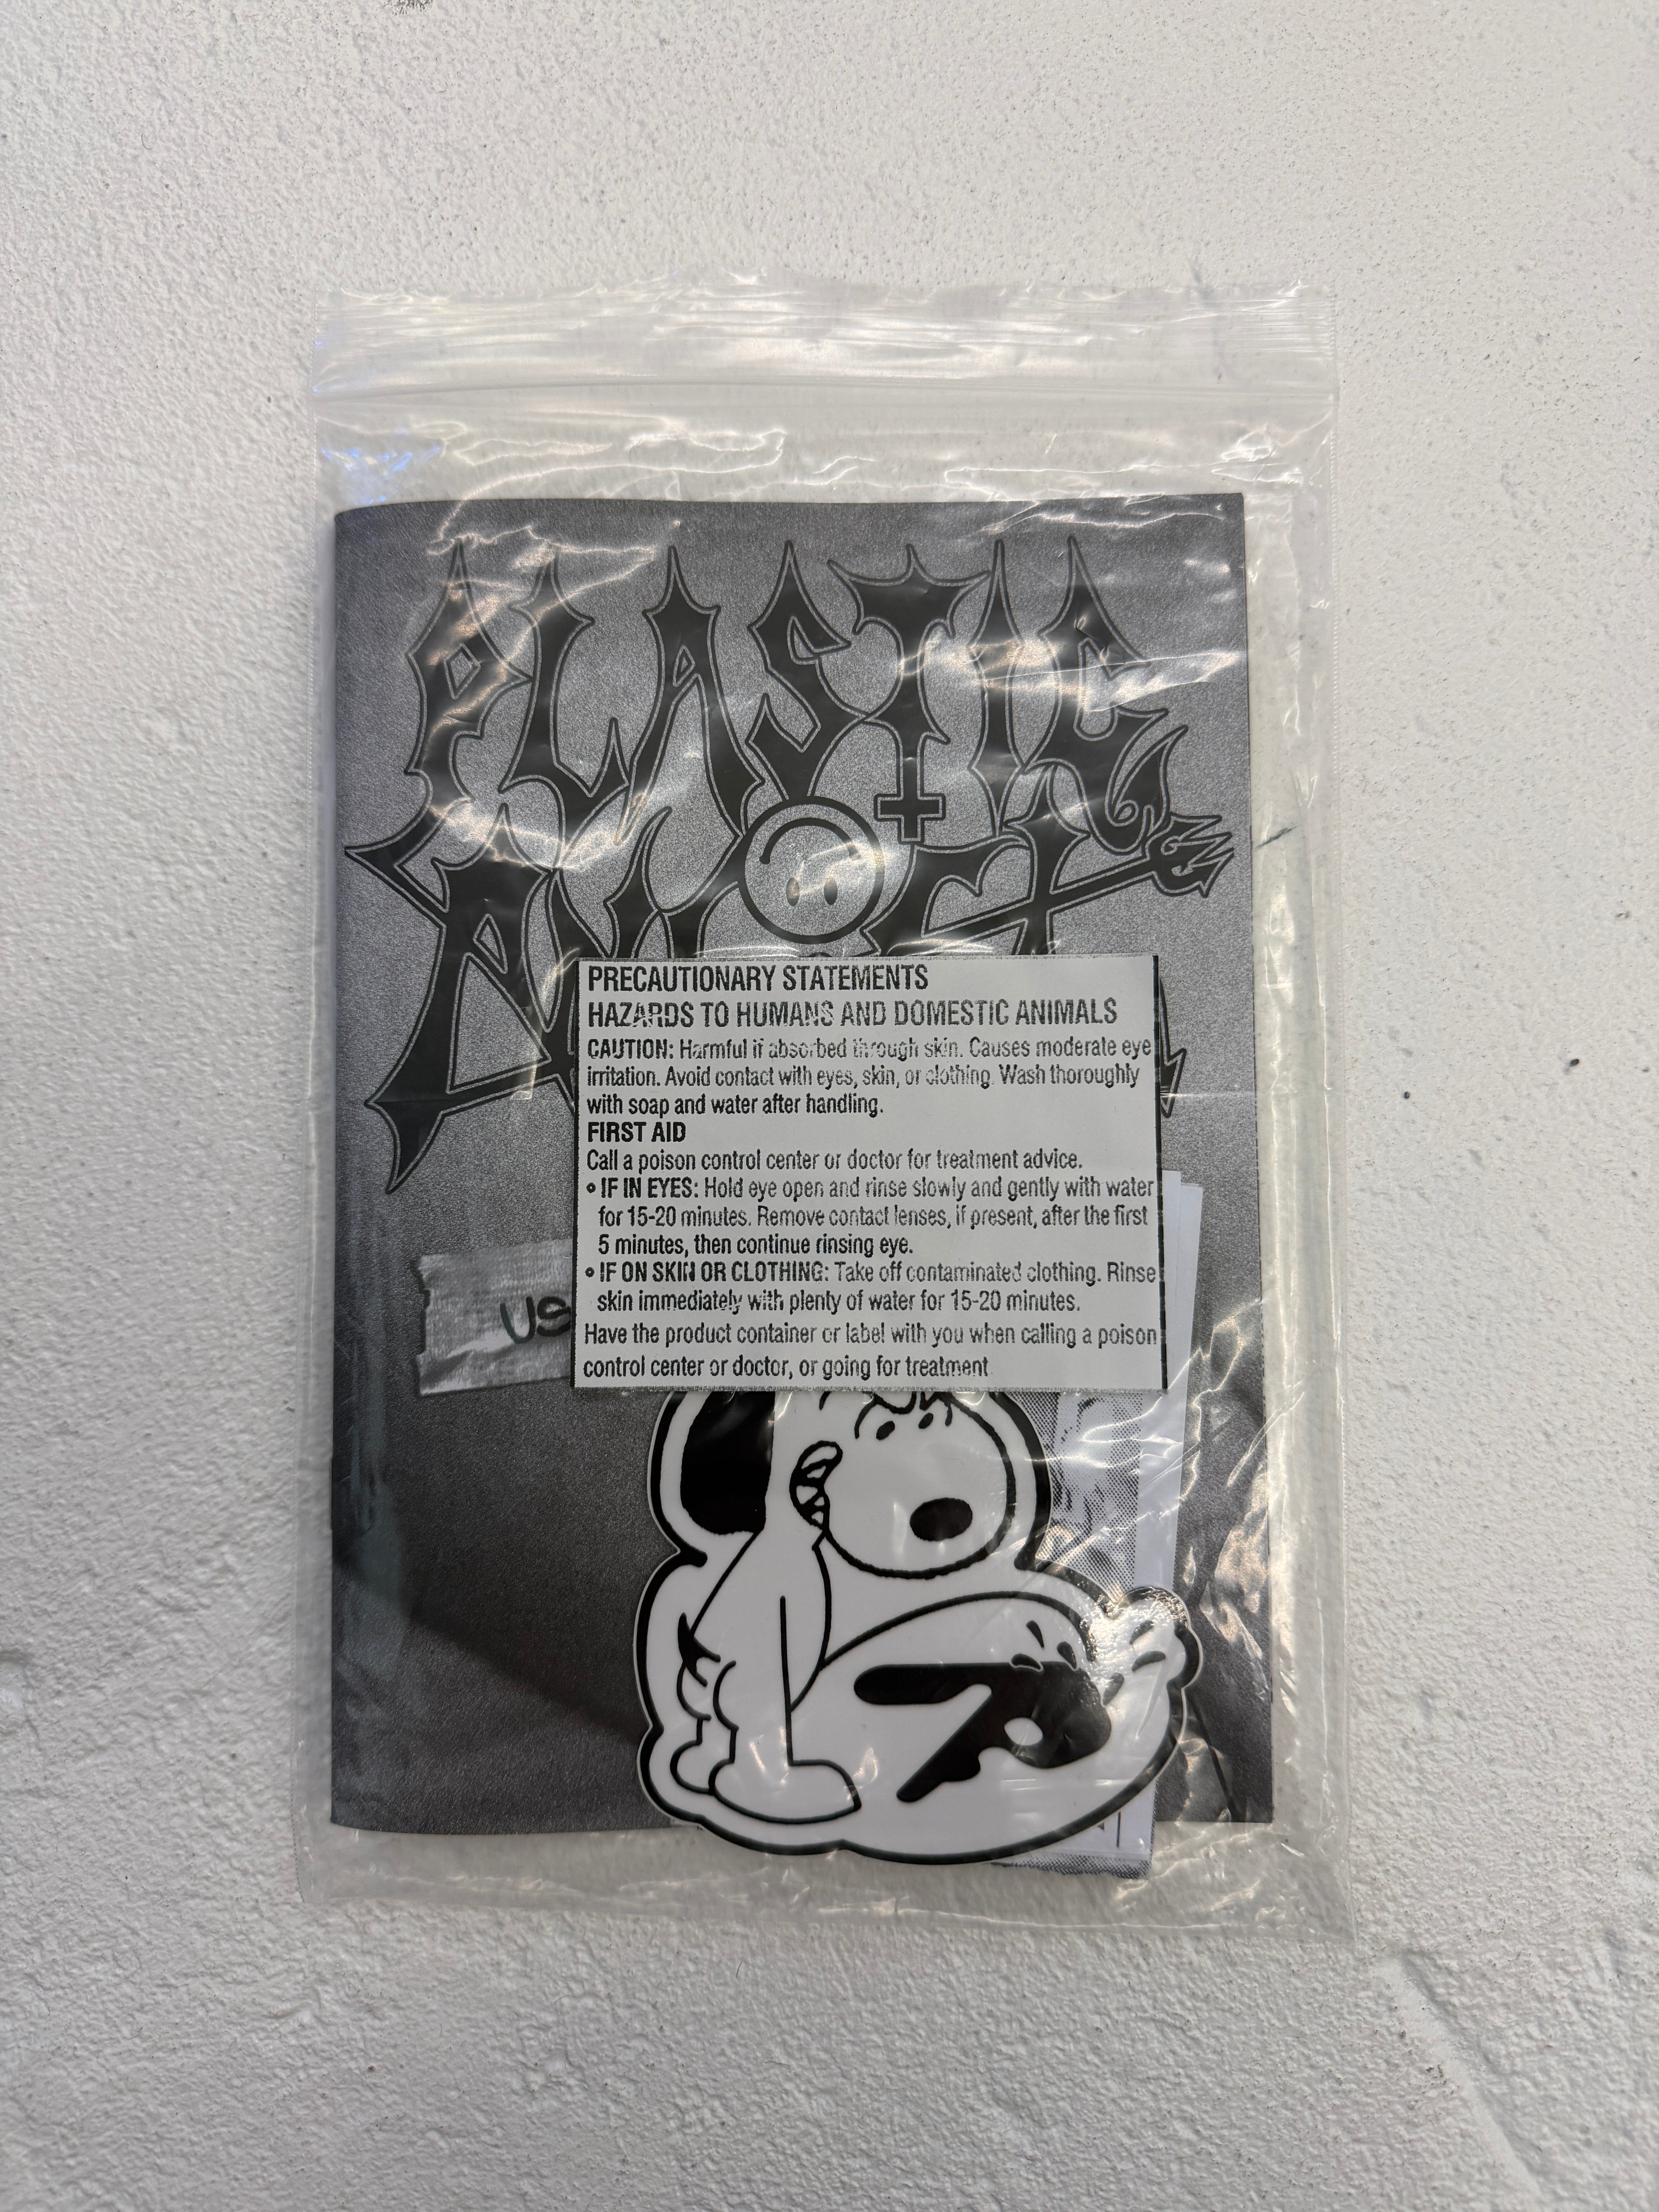 PLASTIC
PRECAUTIONARY STATEMENTS
HAZARDS TO HUMANS AND DOMESTIC ANIMALS
CAUTION: Harmful if absorbed through skin. Causes moderate eye
irritation. Avoid contact with eyes, skin, or clothing. Wash thoroughly
with soap and water after handling.
FIRST AID
Call a poison control center or doctor for treatment advice.
• IF IN EYES: Hold eye open and rinse slowly and gently with water
for 15-20 minutes. Remove contact lenses, if present, after the first
5 minutes, then continue rinsing eye.
• IF ON SKIN OR CLOTHING: Take off contaminated clothing. Rinse
skin immediately with plenty of water for 15-20 minutes.
US
Have the product container or label with you when calling a poison
control center or doctor, or going for treatment